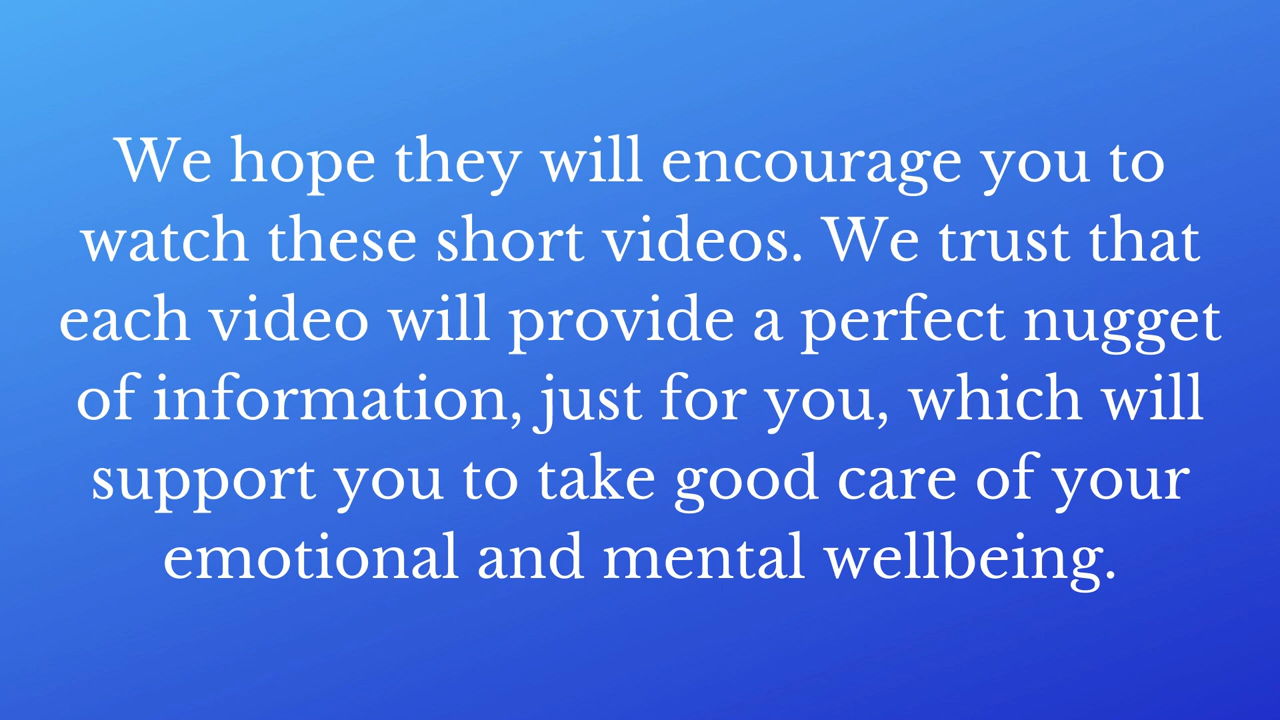 We hope they will encourage you to
watch these short videos. We trust that
each video will provide a perfect nugget
of information, just for you, which will
support you to take good care of your
emotional and mental wellbeing.